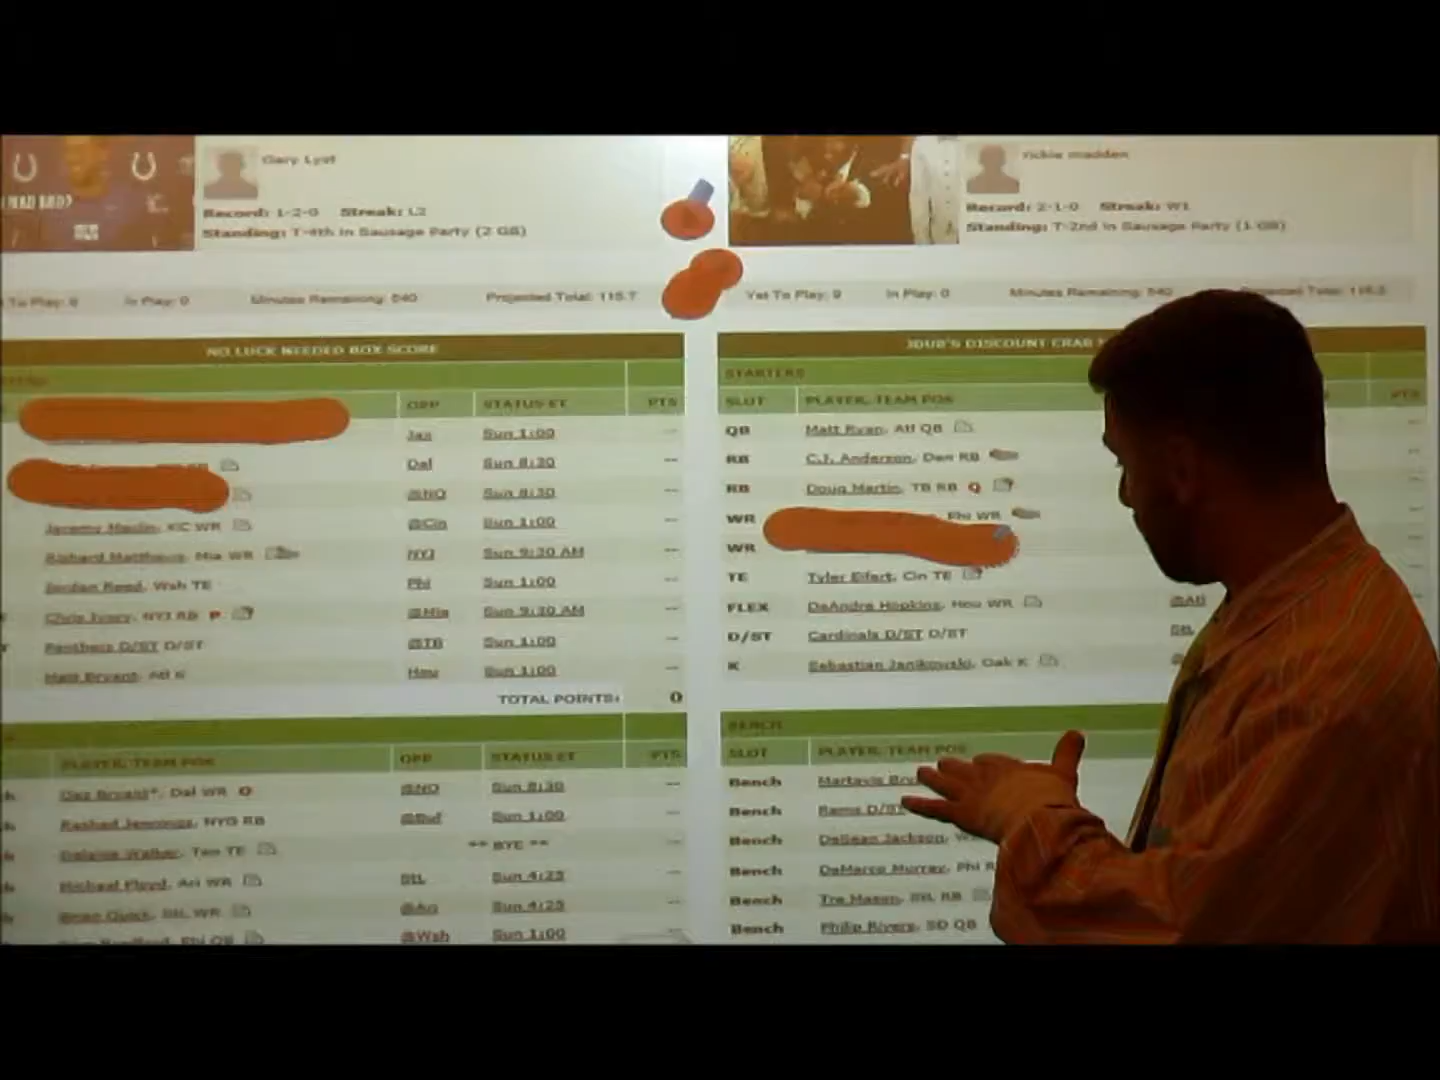 Gary Lyst
Record: 1-2-0 Streak: L2
Standing: T-4th in Sausage Party (2 GB)
To Play: 9 In Play: 0 Minutes Remaining: 540 Projected Total: 115.7
NO LUCK NEEDED BOX SCORE
OPP STATUS ET PTS
Jax Sun 1:00 --
Dal Sun 8:30 --
@NO Sun 8:30 --
Jeremy Maclin, KC WR @Cin Sun 1:00 --
Rishard Matthews, Mia WR NYJ Sun 9:30 AM --
Jordan Reed, Wsh TE Phi Sun 1:00 --
Chris Ivory, NYJ RB P @Mia Sun 9:30 AM --
Panthers D/ST D/ST @TB Sun 1:00 --
Matt Bryant, Atl K Hou Sun 1:00 --
TOTAL POINTS: 0
PLAYER, TEAM POS OPP STATUS ET PTS
Dez Bryant*, Dal WR O @NO Sun 8:30 --
Rashad Jennings, NYG RB @Buf Sun 1:00 --
Delanie Walker, Ten TE ** BYE ** --
Michael Floyd, Ari WR StL Sun 4:25 --
Brian Quick, StL WR @Ari Sun 4:25 --
Sam Bradford, Phi QB @Wsh Sun 1:00 --
rickie madden
Record: 2-1-0 Streak: W1
Standing: T-2nd in Sausage Party (1 GB)
Yet To Play: 9 In Play: 0 Minutes Remaining: 540 Projected Total:
JDUB'S DISCOUNT CRAB
STARTERS
SLOT PLAYER, TEAM POS PTS
QB Matt Ryan, Atl QB --
RB C.J. Anderson, Den RB --
RB Doug Martin, TB RB Q --
WR Phi WR --
WR --
TE Tyler Eifert, Cin TE --
FLEX DeAndre Hopkins, Hou WR @Atl --
D/ST Cardinals D/ST D/ST StL
K Sebastian Janikowski, Oak K
BENCH
SLOT PLAYER, TEAM POS
Bench Martavis Bry
Bench Rams D/ST
Bench DeSean Jackson, W
Bench DeMarco Murray, Phi R
Bench Tre Mason, StL RB
Bench Philip Rivers, SD QB